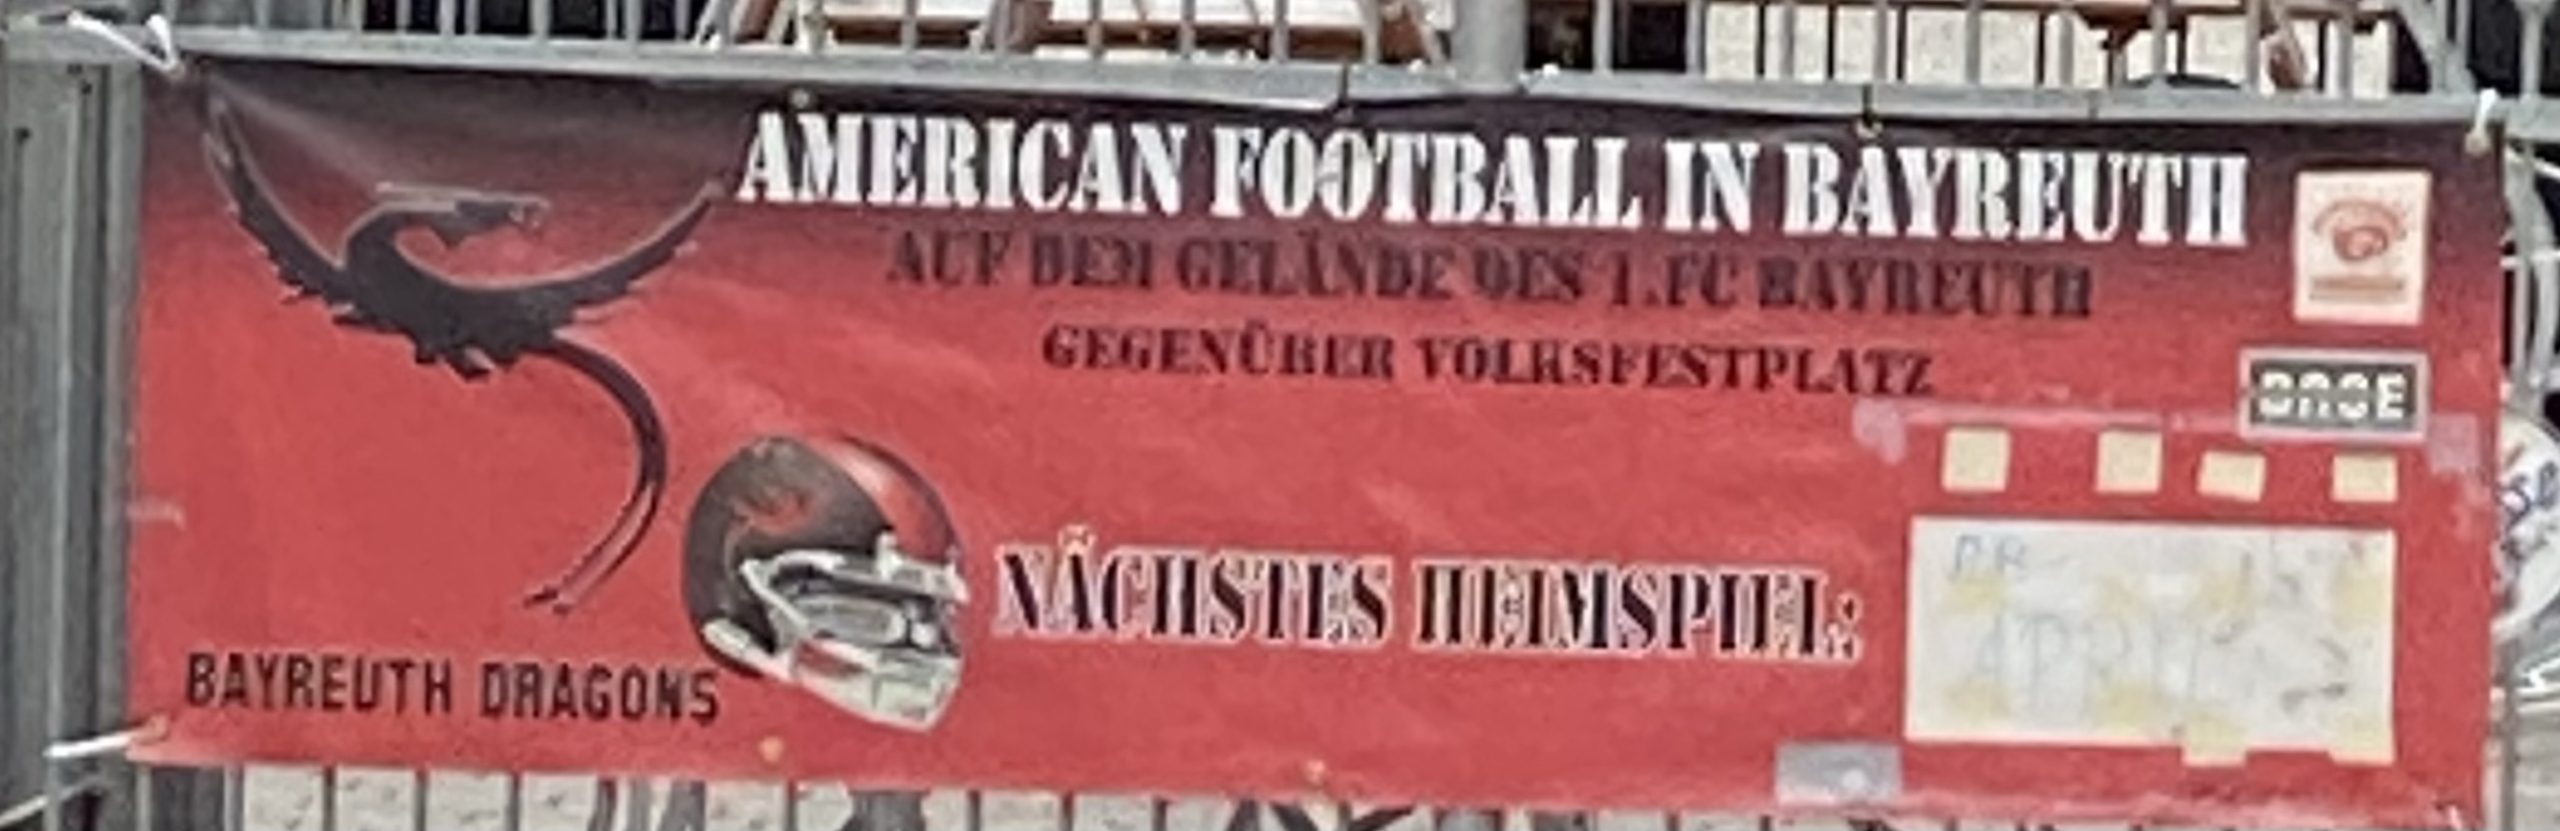 AMERICAN FOOTBALL IN BAYREUTH
AUF DEM GELÄNDE DES 1.FC BAYREUTH
GEGENÜBER VOLKSFESTPLATZ
NÄCHSTES HEIMSPIEL:
BAYREUTH DRAGONS